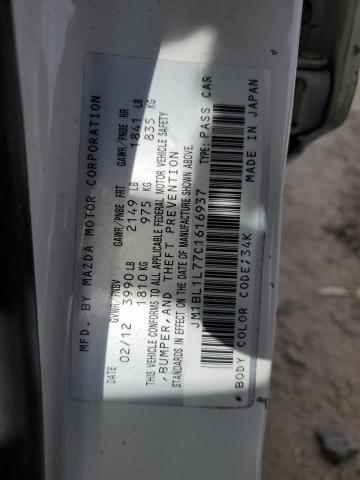 MFD. BY MAZDA MOTOR CORPORATION
DATE GVWR/PNBV GAWR/PNBE FRT GAWR/PNBE RR
02/12 3990 LB 2149 LB 1841 LB
1810 KG 975 KG 835 KG
THIS VEHICLE CONFORMS TO ALL APPLICABLE FEDERAL MOTOR VEHICLE SAFETY
, BUMPER, AND THEFT PREVENTION
STANDARDS IN EFFECT ON THE DATE OF MANUFACTURE SHOWN ABOVE.
JM1BL1L77C1616937 TYPE: PASS CAR
BODY COLOR CODE; 34K MADE IN JAPAN